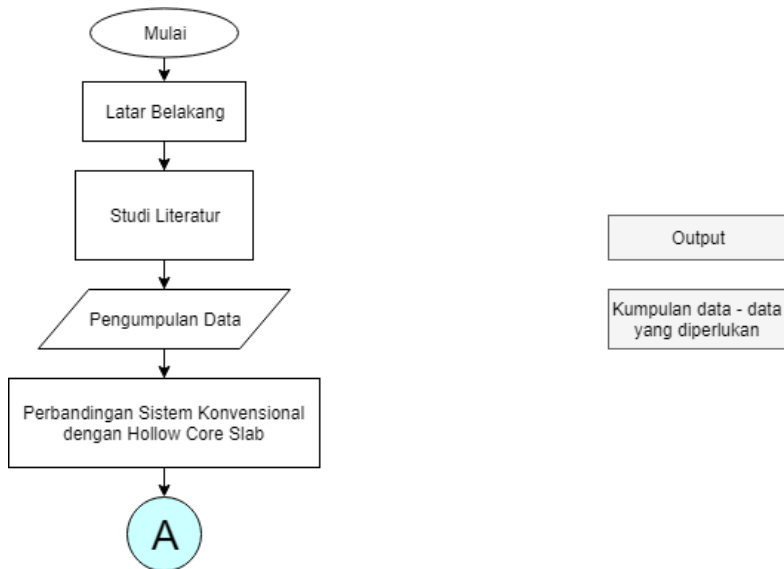 Mulai
Latar Belakang
Studi Literatur
Output
Pengumpulan Data
Kumpulan data - data
yang diperlukan
Perbandingan Sistem Konvensional
dengan Hollow Core Slab
A